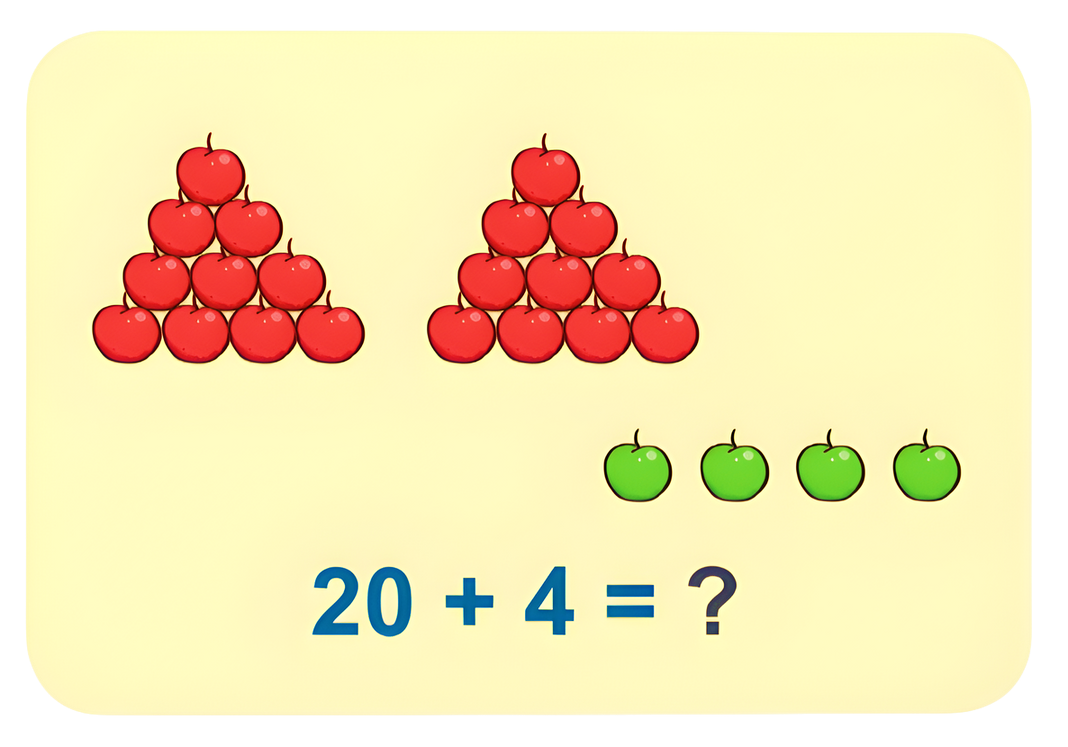 20 + 4 = ?